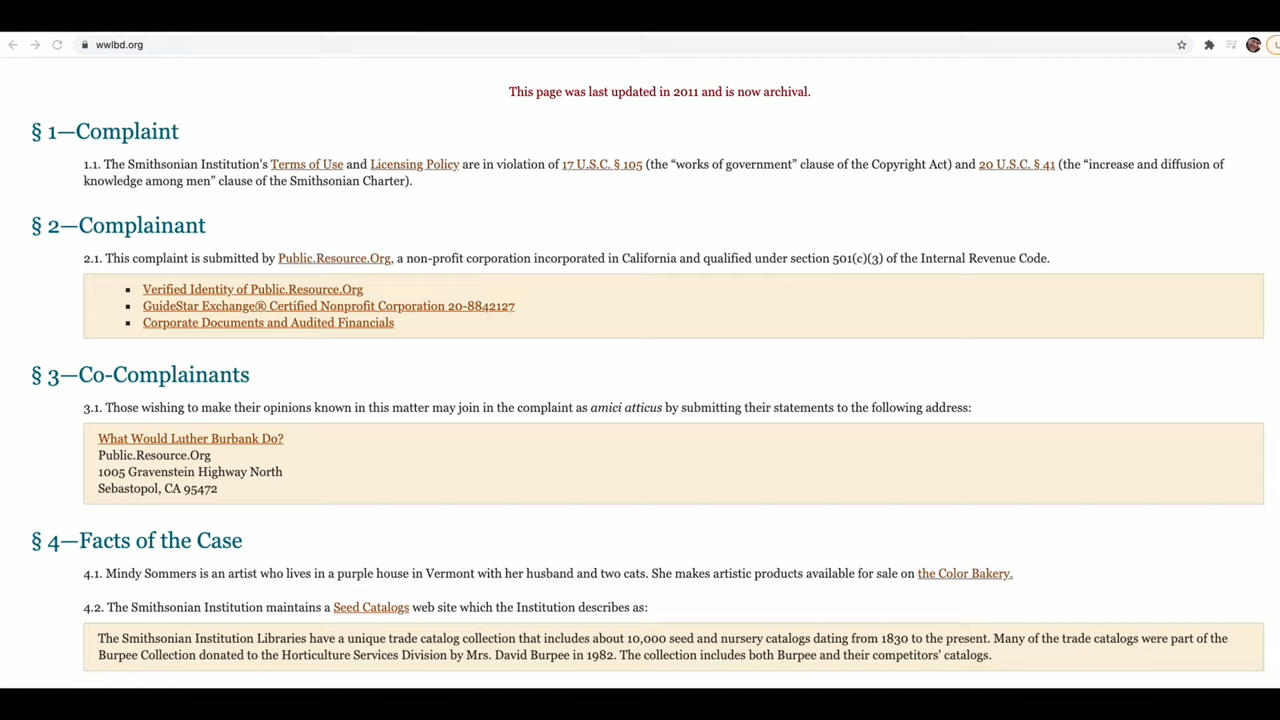 wwlbd.org
This page was last updated in 2011 and is now archival.
§ 1—Complaint
1.1. The Smithsonian Institution's Terms of Use and Licensing Policy are in violation of 17 U.S.C. § 105 (the “works of government” clause of the Copyright Act) and 20 U.S.C. § 41 (the “increase and diffusion of
knowledge among men” clause of the Smithsonian Charter).
§ 2—Complainant
2.1. This complaint is submitted by Public.Resource.Org, a non-profit corporation incorporated in California and qualified under section 501(c)(3) of the Internal Revenue Code.
▪ Verified Identity of Public.Resource.Org
▪ GuideStar Exchange® Certified Nonprofit Corporation 20-8842127
▪ Corporate Documents and Audited Financials
§ 3—Co-Complainants
3.1. Those wishing to make their opinions known in this matter may join in the complaint as amici atticus by submitting their statements to the following address:
What Would Luther Burbank Do?
Public.Resource.Org
1005 Gravenstein Highway North
Sebastopol, CA 95472
§ 4—Facts of the Case
4.1. Mindy Sommers is an artist who lives in a purple house in Vermont with her husband and two cats. She makes artistic products available for sale on the Color Bakery.
4.2. The Smithsonian Institution maintains a Seed Catalogs web site which the Institution describes as:
The Smithsonian Institution Libraries have a unique trade catalog collection that includes about 10,000 seed and nursery catalogs dating from 1830 to the present. Many of the trade catalogs were part of the
Burpee Collection donated to the Horticulture Services Division by Mrs. David Burpee in 1982. The collection includes both Burpee and their competitors' catalogs.